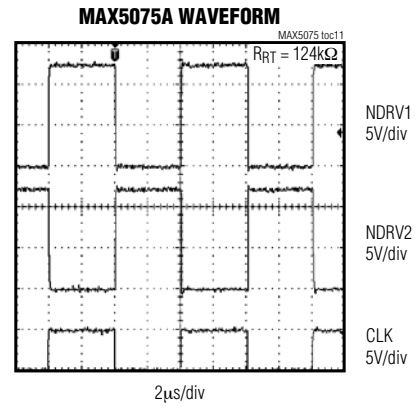 MAX5075A WAVEFORM
MAX5075 toc11
RRT = 124kΩ
NDRV1
5V/div
NDRV2
5V/div
CLK
5V/div
2µs/div